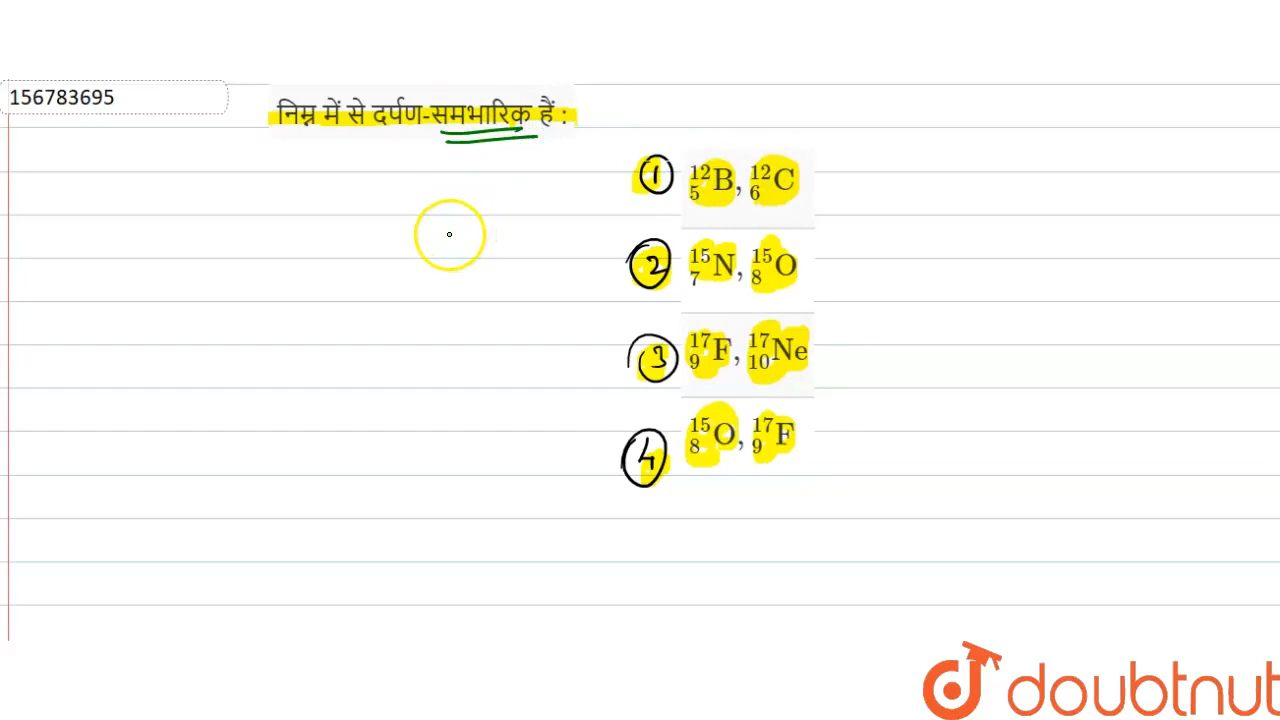 156783695
निम्न में से दर्पण-समभारिक हैं :
1 ¹²₅B, ¹²₆C
2 ¹⁵₇N, ¹⁵₈O
3 ¹⁷₉F, ¹⁷₁₀Ne
4 ¹⁵₈O, ¹⁷₉F
doubtnut